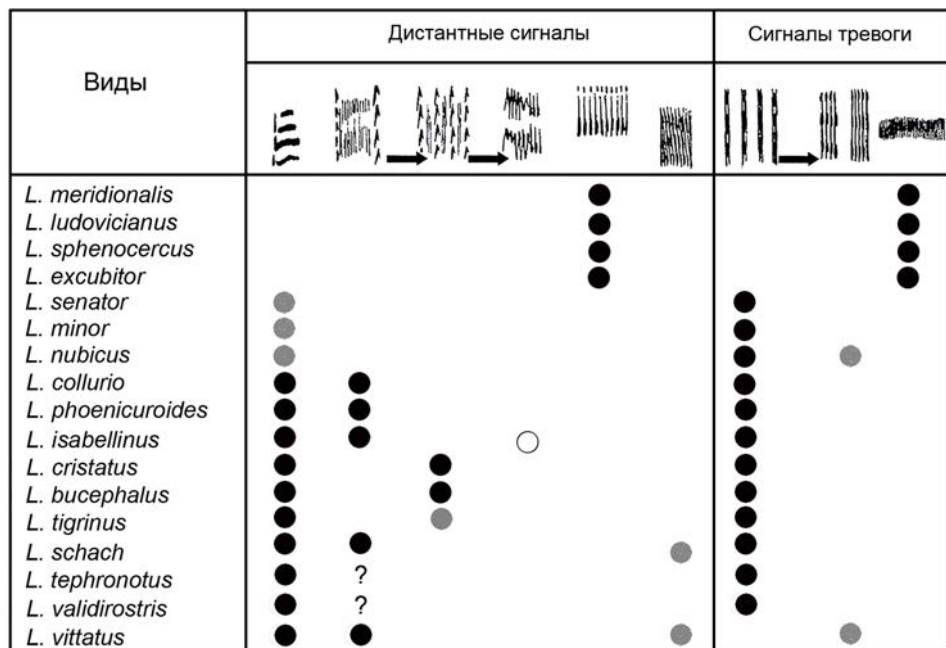 Виды
Дистантные сигналы
Сигналы тревоги
L. meridionalis
L. ludovicianus
L. sphenocercus
L. excubitor
L. senator
L. minor
L. nubicus
L. collurio
L. phoenicuroides
L. isabellinus
L. cristatus
L. bucephalus
L. tigrinus
L. schach
L. tephronotus ?
L. validirostris ?
L. vittatus